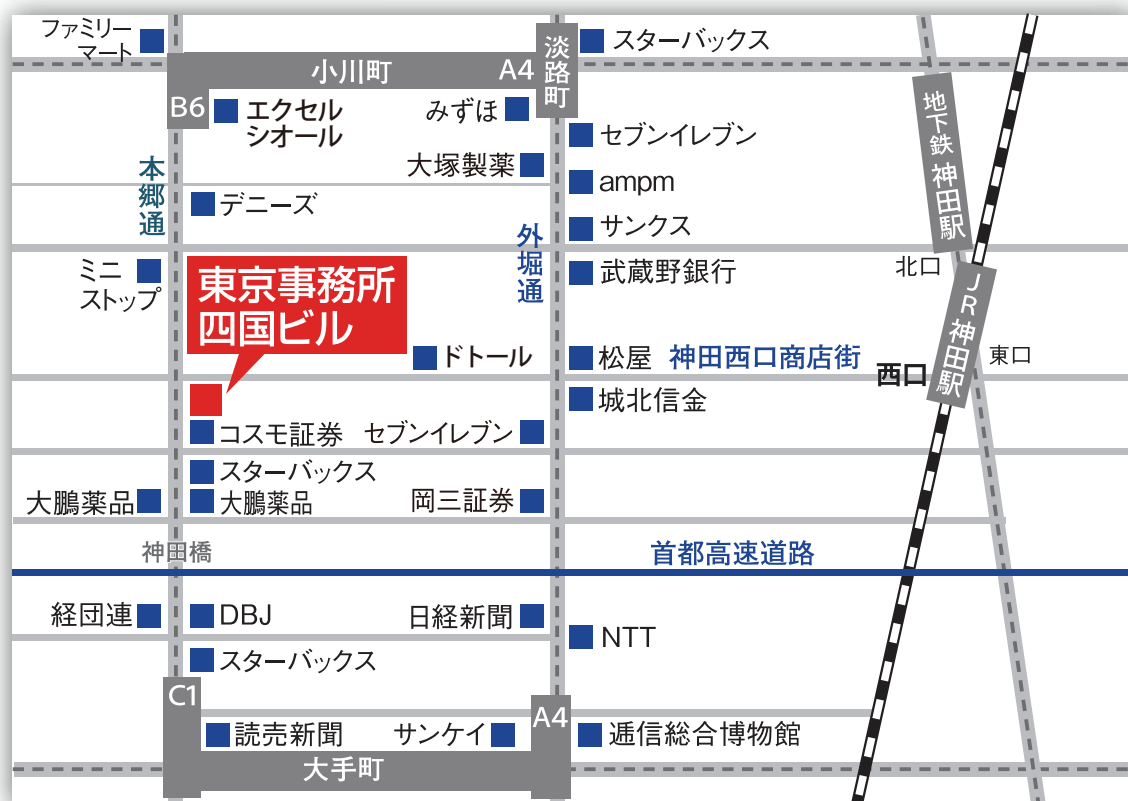 ファミリー
マート
スターバックス
小川町
A4
淡路町
B6
エクセル
シオール
みずほ
セブンイレブン
地下鉄 神田駅
本郷通
大塚製薬
ampm
デニーズ
サンクス
外堀通
ミニ
ストップ
東京事務所
四国ビル
武蔵野銀行
北口
JR神田駅
ドトール
松屋
神田西口商店街
西口
東口
城北信金
コスモ証券
セブンイレブン
スターバックス
大鵬薬品
大鵬薬品
岡三証券
神田橋
首都高速道路
経団連
DBJ
日経新聞
NTT
スターバックス
C1
A4
読売新聞
サンケイ
逓信総合博物館
大手町